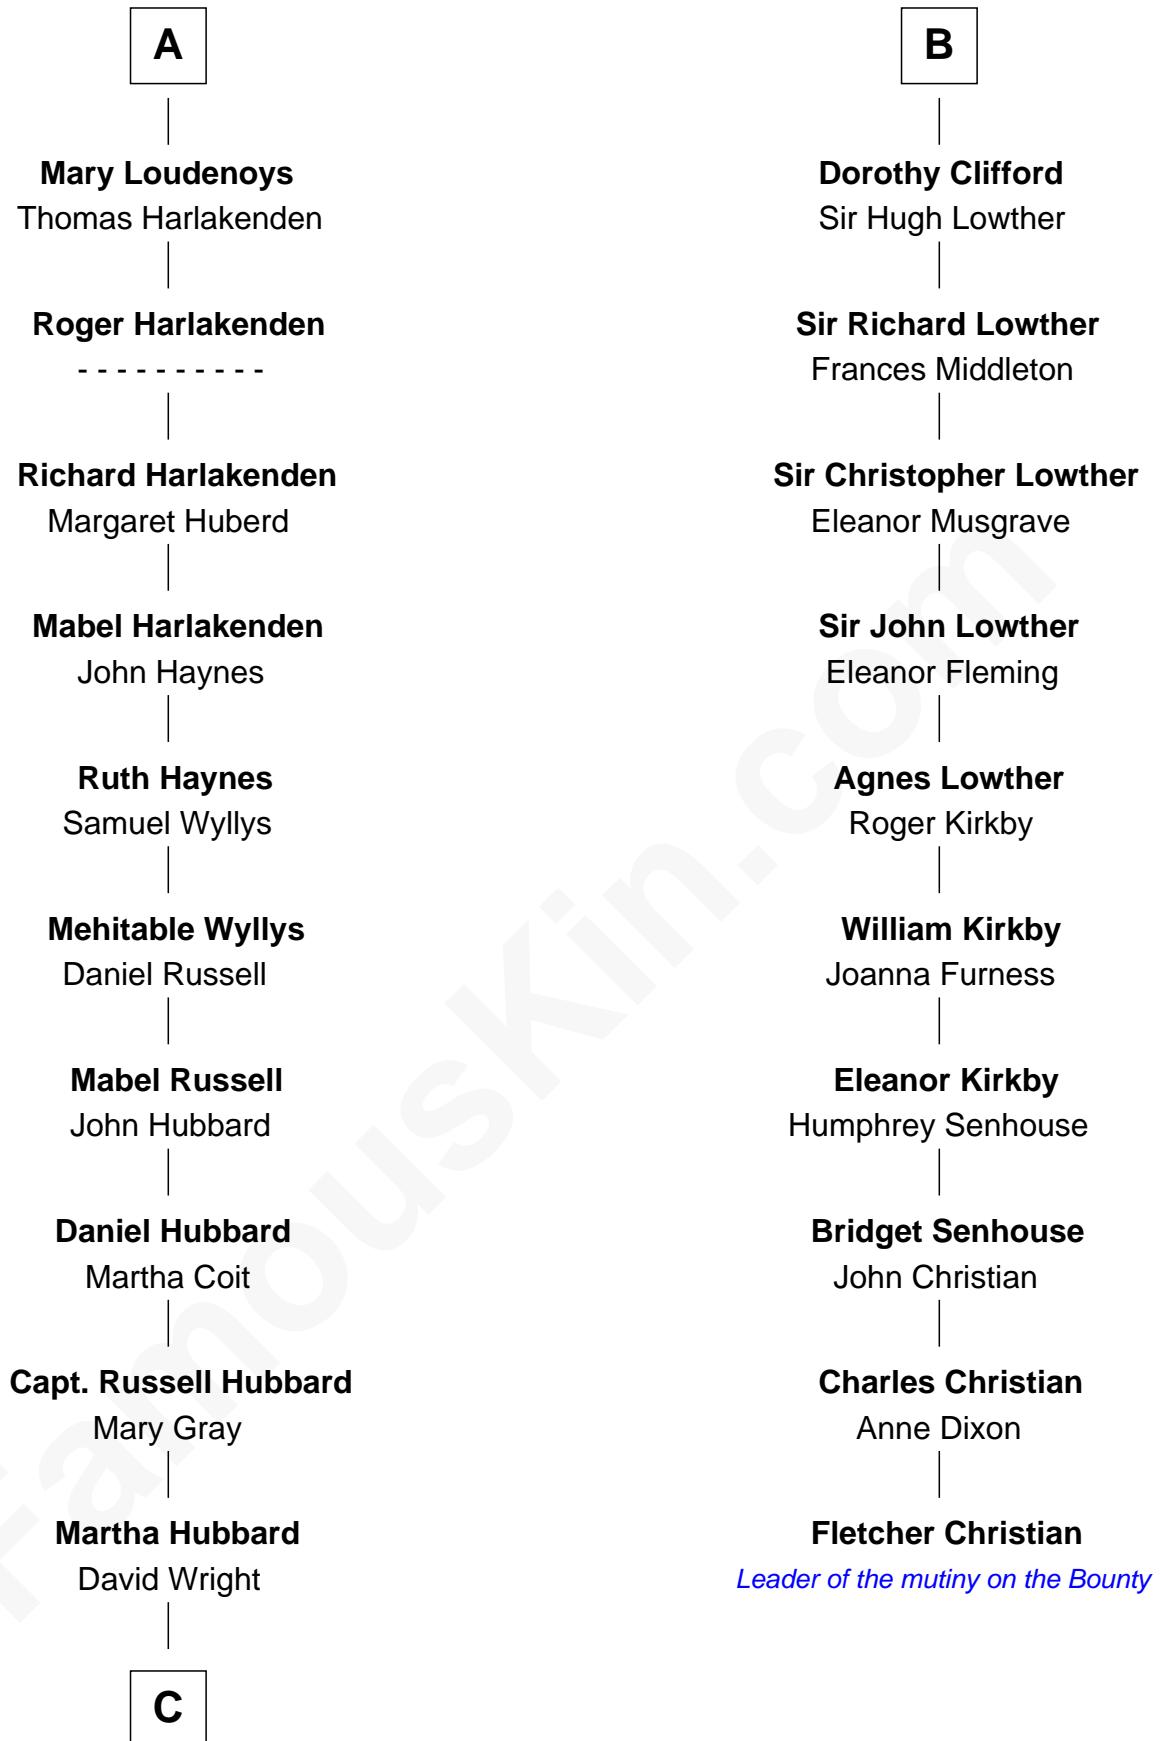 A
Mary Loudenoys
Thomas Harlakenden
Roger Harlakenden
- - - - - - - - - -
Richard Harlakenden
Margaret Huberd
Mabel Harlakenden
John Haynes
Ruth Haynes
Samuel Wyllys
Mehitable Wyllys
Daniel Russell
Mabel Russell
John Hubbard
Daniel Hubbard
Martha Coit
Capt. Russell Hubbard
Mary Gray
Martha Hubbard
David Wright
C
B
Dorothy Clifford
Sir Hugh Lowther
Sir Richard Lowther
Frances Middleton
Sir Christopher Lowther
Eleanor Musgrave
Sir John Lowther
Eleanor Fleming
Agnes Lowther
Roger Kirkby
William Kirkby
Joanna Furness
Eleanor Kirkby
Humphrey Senhouse
Bridget Senhouse
John Christian
Charles Christian
Anne Dixon
Fletcher Christian
Leader of the mutiny on the Bounty
FamousKin.com